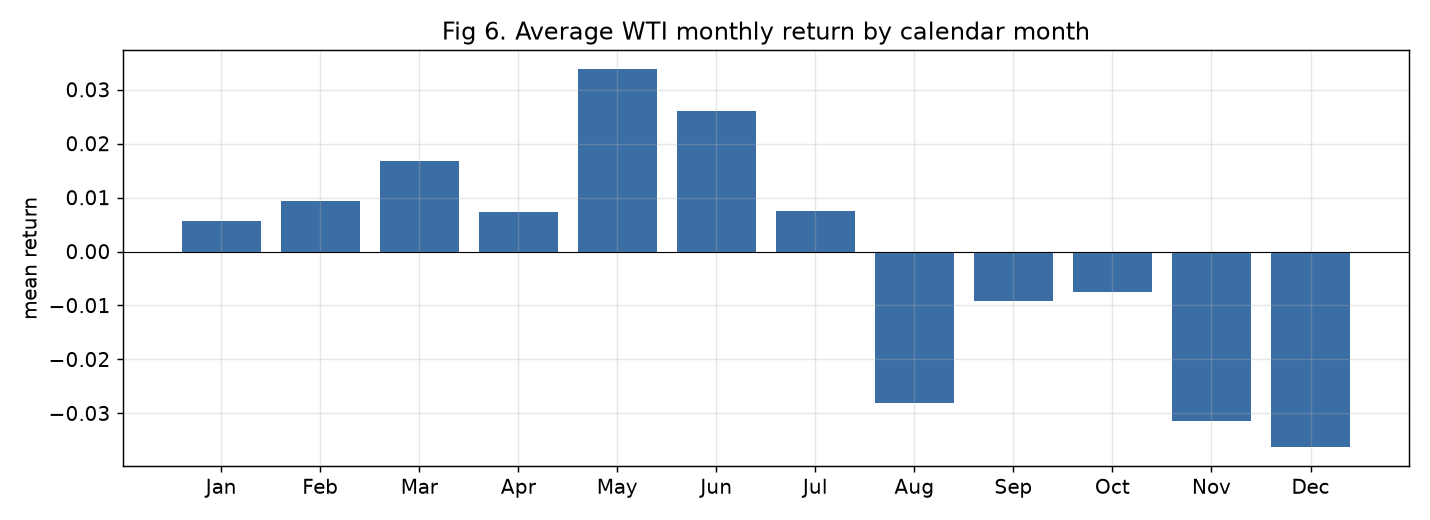 Fig 6. Average WTI monthly return by calendar month
mean return
0.03
0.02
0.01
0.00
−0.01
−0.02
−0.03
Jan Feb Mar Apr May Jun Jul Aug Sep Oct Nov Dec